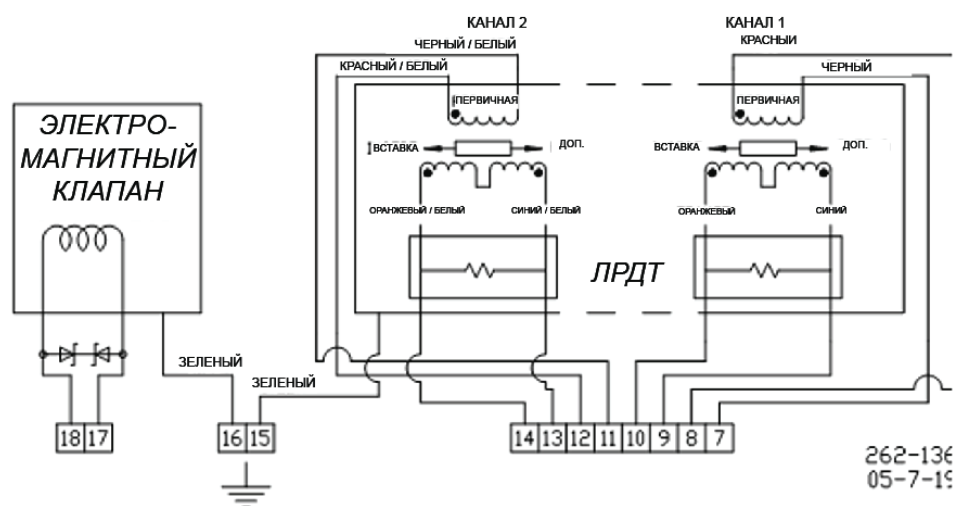 КАНАЛ 2
КАНАЛ 1
ЧЕРНЫЙ / БЕЛЫЙ
КРАСНЫЙ
КРАСНЫЙ / БЕЛЫЙ
ЧЕРНЫЙ
ПЕРВИЧНАЯ
ПЕРВИЧНАЯ
ЭЛЕКТРО-
МАГНИТНЫЙ
КЛАПАН
ВСТАВКА
ДОП.
ВСТАВКА
ДОП.
ОРАНЖЕВЫЙ / БЕЛЫЙ
СИНИЙ / БЕЛЫЙ
ОРАНЖЕВЫЙ
СИНИЙ
ЛРДТ
ЗЕЛЕНЫЙ
ЗЕЛЕНЫЙ
18 17
16 15
14 13 12 11 10 9 8 7
262-136
05-7-19